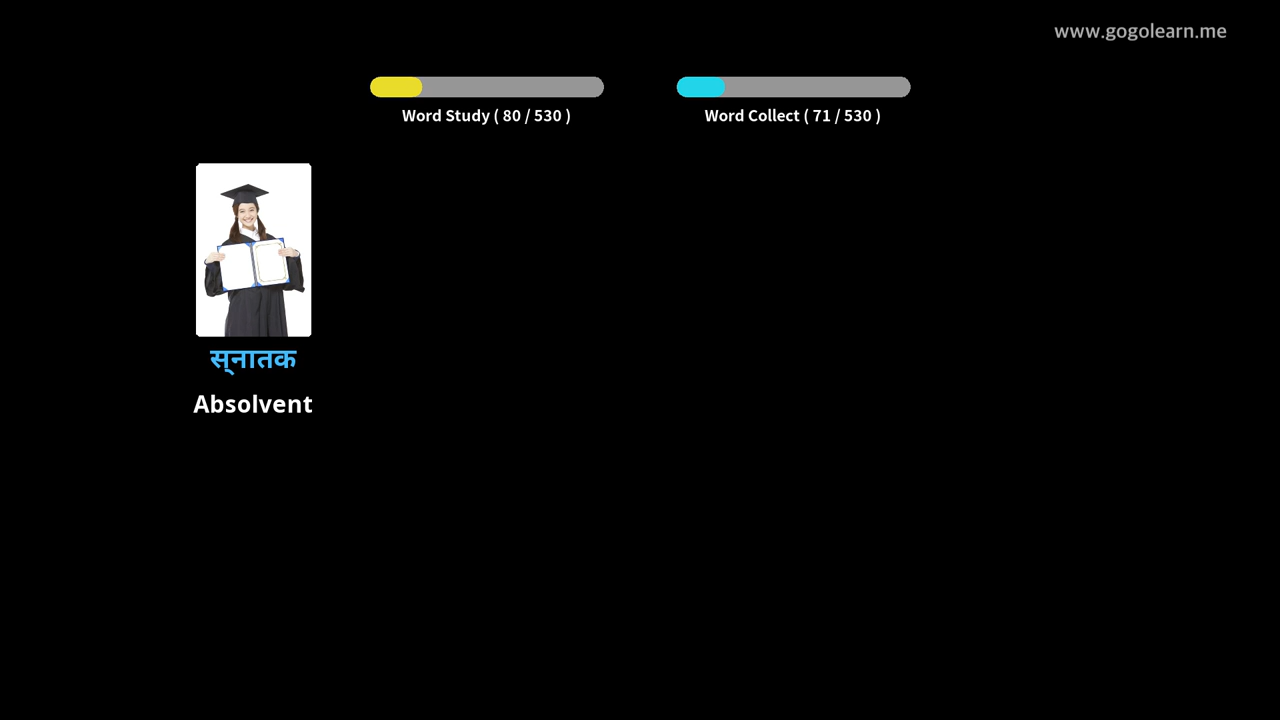 www.gogolearn.me
Word Study ( 80 / 530 )
Word Collect ( 71 / 530 )
स्नातक
Absolvent